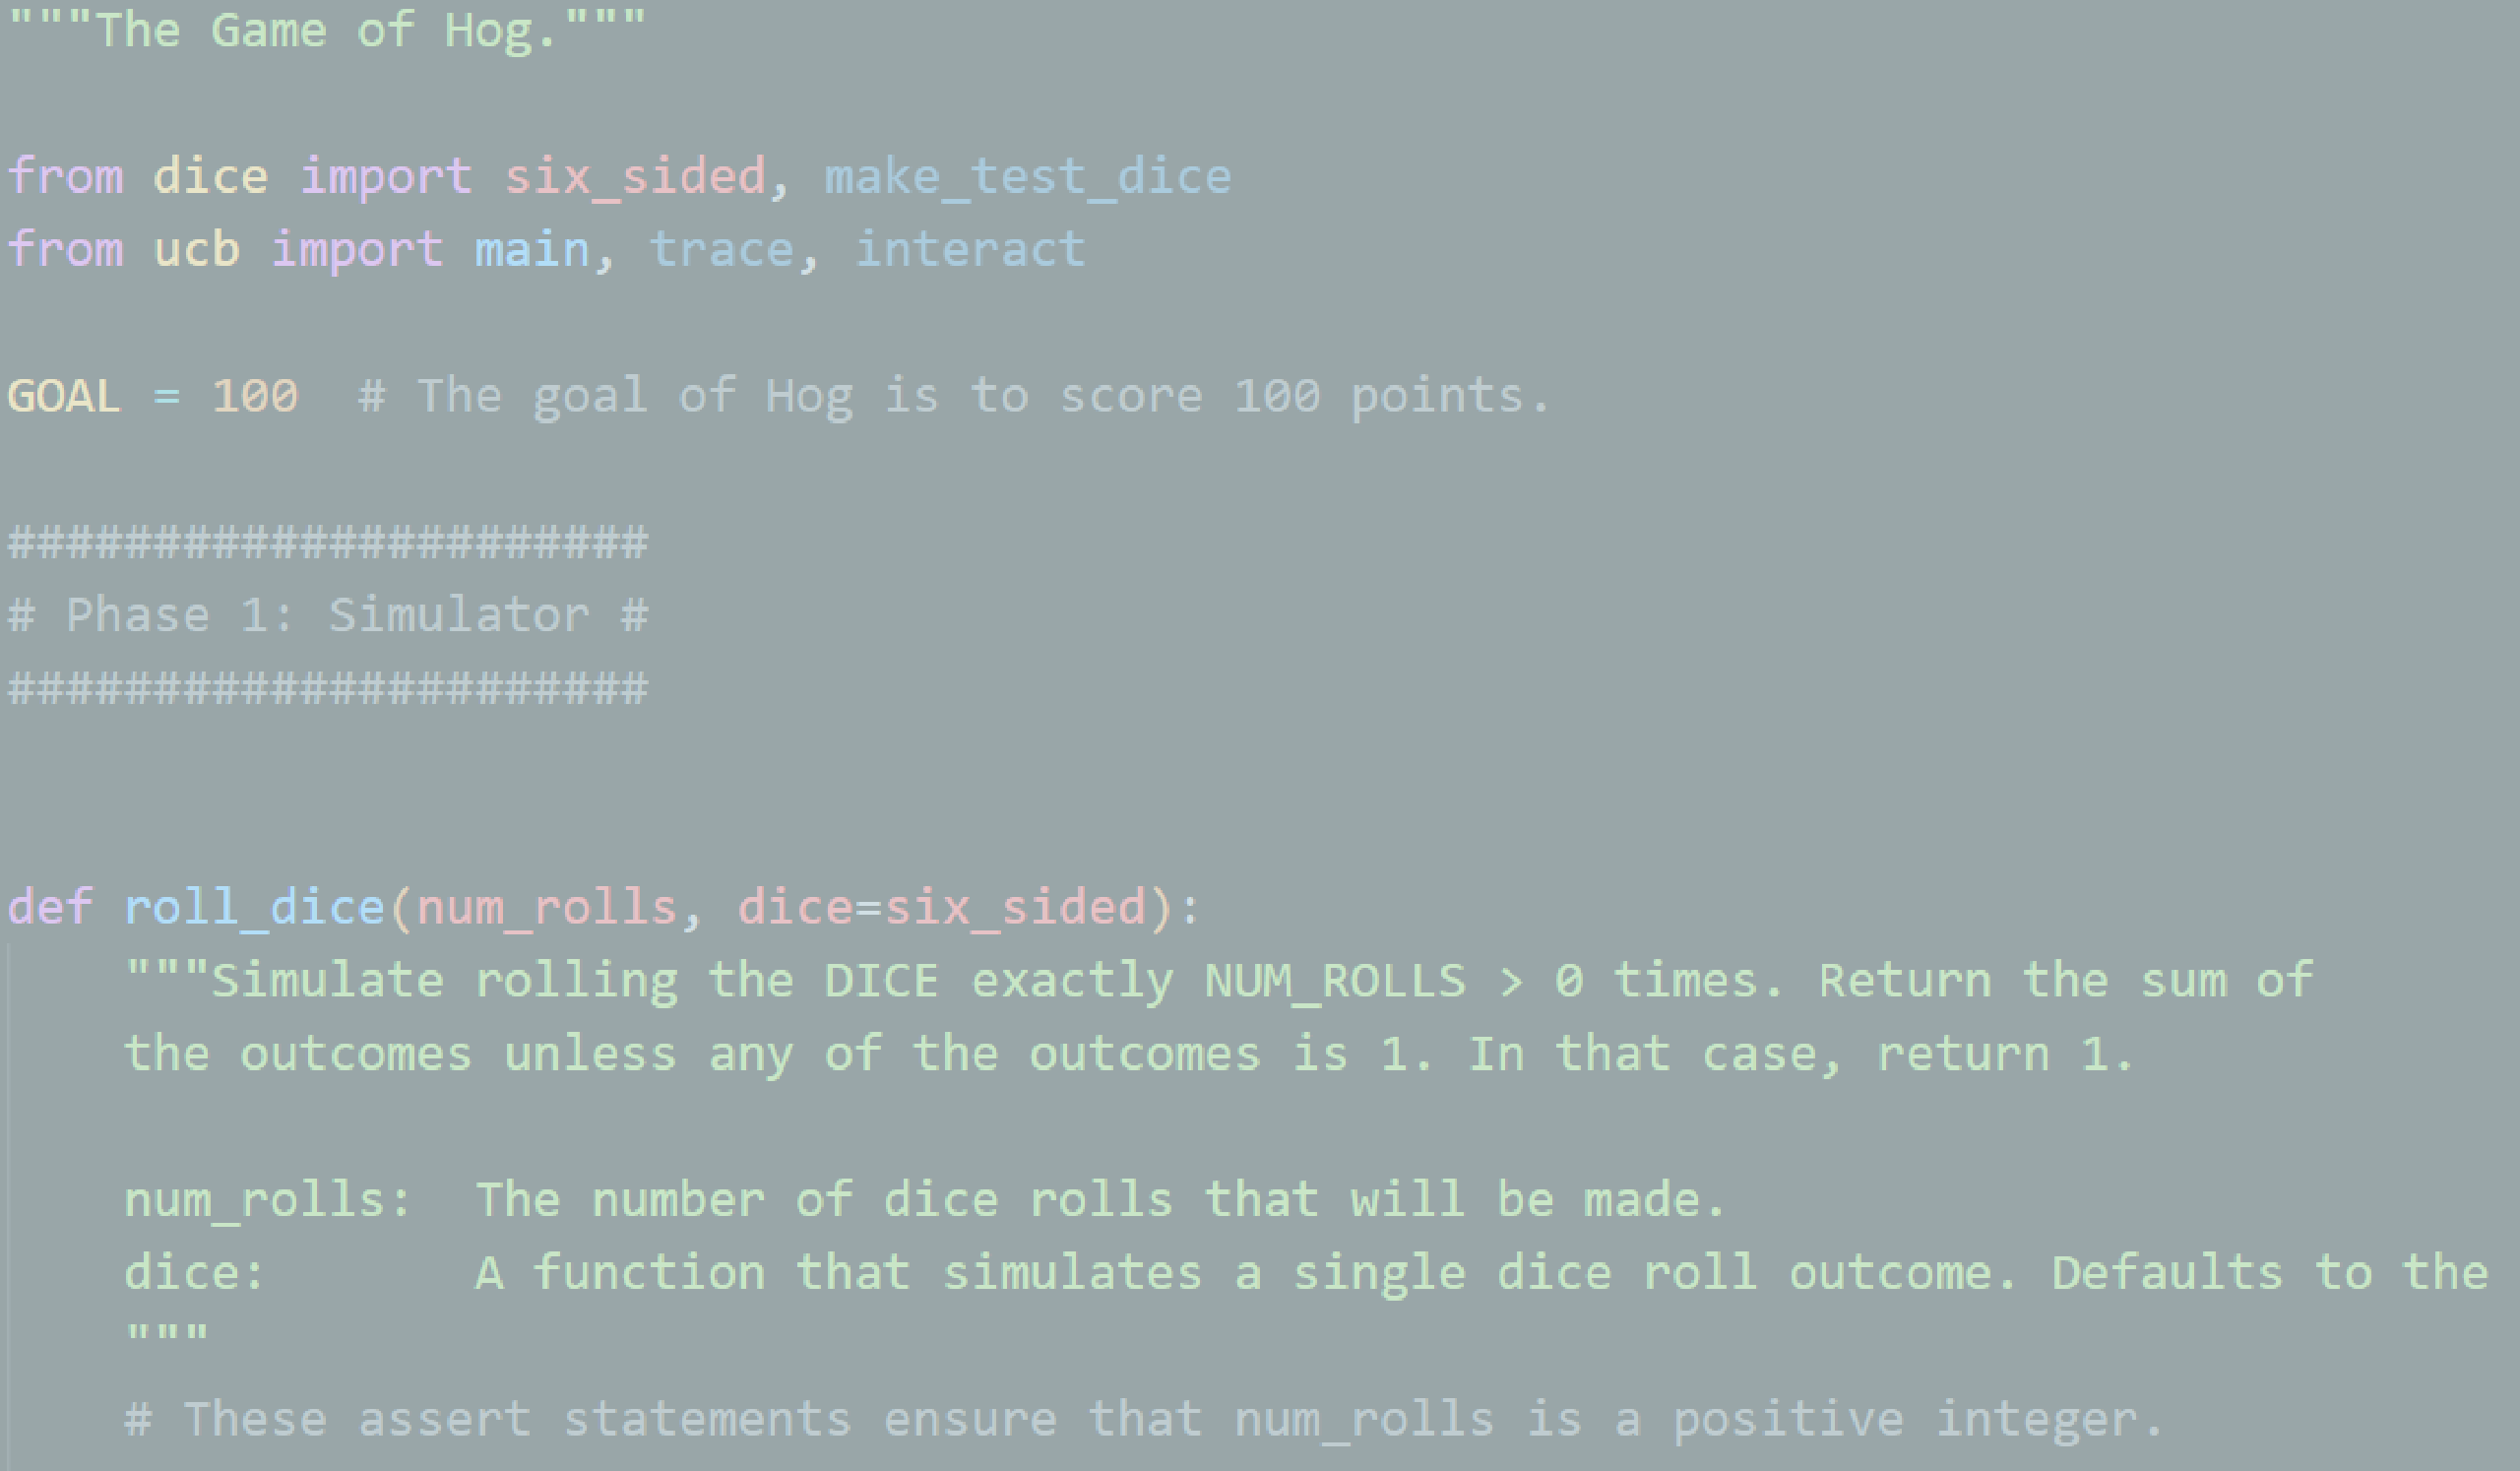 """The Game of Hog."""
from dice import six_sided, make_test_dice
from ucb import main, trace, interact
GOAL = 100  # The goal of Hog is to score 100 points.
######################
# Phase 1: Simulator #
######################
def roll_dice(num_rolls, dice=six_sided):
    """Simulate rolling the DICE exactly NUM_ROLLS > 0 times. Return the sum of
    the outcomes unless any of the outcomes is 1. In that case, return 1.
    num_rolls:  The number of dice rolls that will be made.
    dice:       A function that simulates a single dice roll outcome. Defaults to the
    """
    # These assert statements ensure that num_rolls is a positive integer.